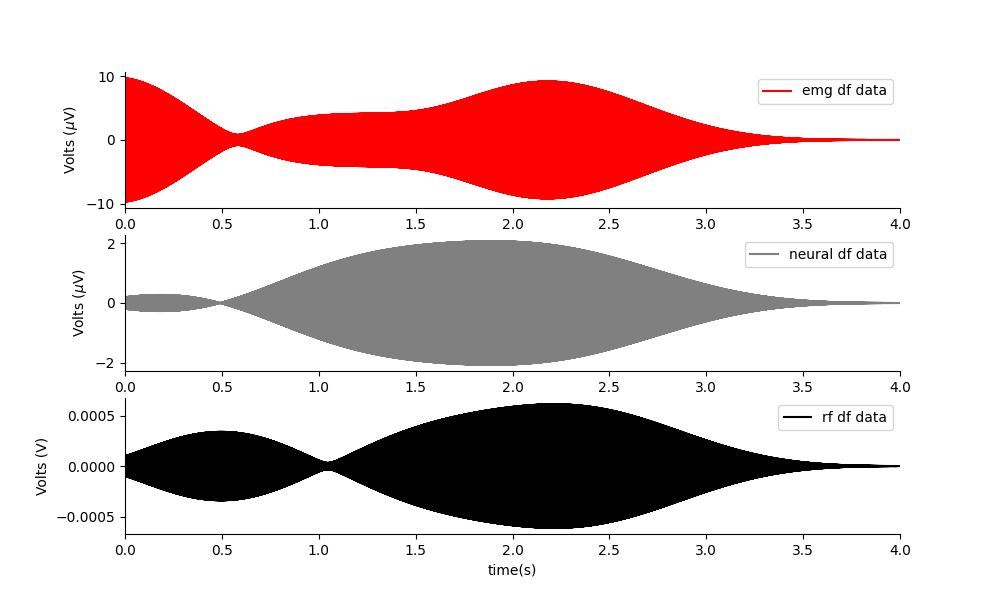 10
0
−10
Volts (μV)
emg df data
0.0 0.5 1.0 1.5 2.0 2.5 3.0 3.5 4.0
2
0
−2
Volts (μV)
neural df data
0.0 0.5 1.0 1.5 2.0 2.5 3.0 3.5 4.0
0.0005
0.0000
−0.0005
Volts (V)
rf df data
0.0 0.5 1.0 1.5 2.0 2.5 3.0 3.5 4.0
time(s)